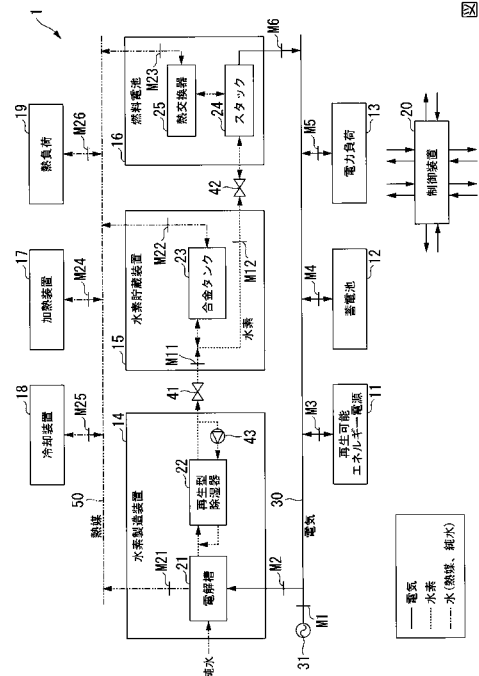 図
1
19
熱負荷
M26
17
加熱装置
M24
18
冷却装置
M25
50
熱媒
燃料電池
16
M23
熱交換器
25
24
スタック
M6
42
水素貯蔵装置
15
M22
23
合金タンク
M12
水素
M11
41
水素製造装置
14
22
再生型
除湿器
43
M21
21
電解槽
純水
M2
30
電気
31
M1
M5
13
電力負荷
M4
12
蓄電池
M3
11
再生可能
エネルギー電源
20
制御装置
電気
水素
水(熱媒、純水)